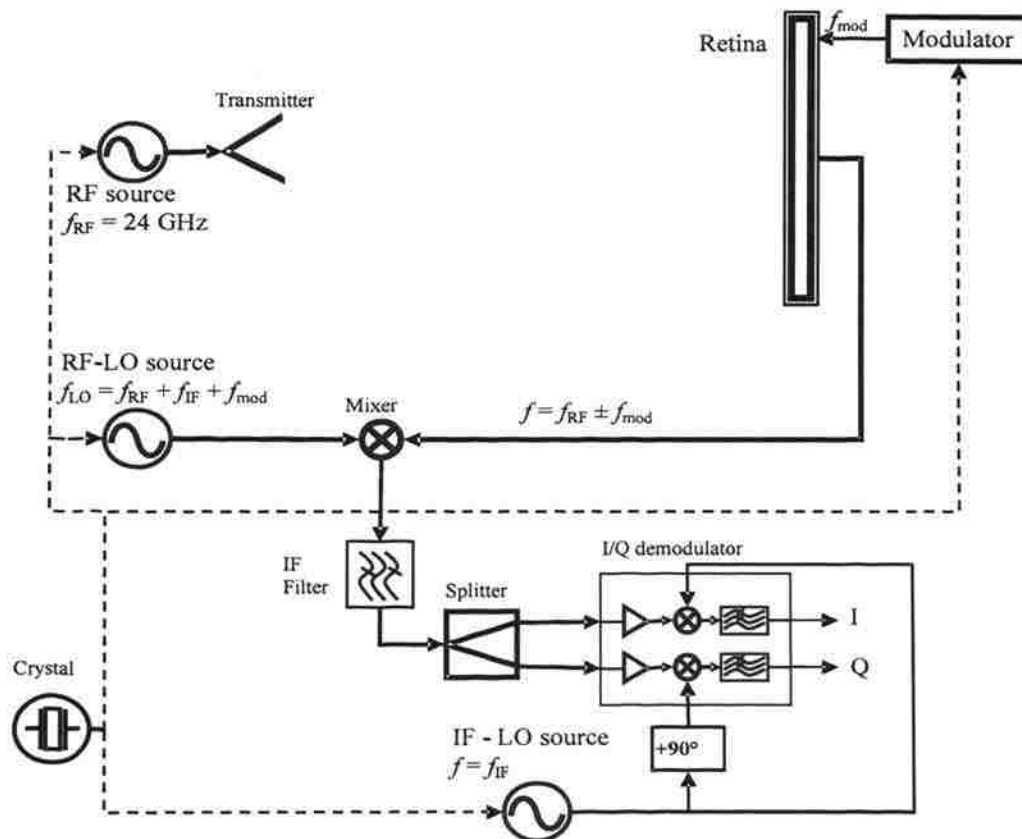 Retina
f_mod
Modulator
Transmitter
RF source
f_RF = 24 GHz
RF-LO source
f_LO = f_RF + f_IF + f_mod
Mixer
f = f_RF ± f_mod
IF
Filter
Splitter
I/Q demodulator
I
Q
Crystal
+90°
IF - LO source
f = f_IF